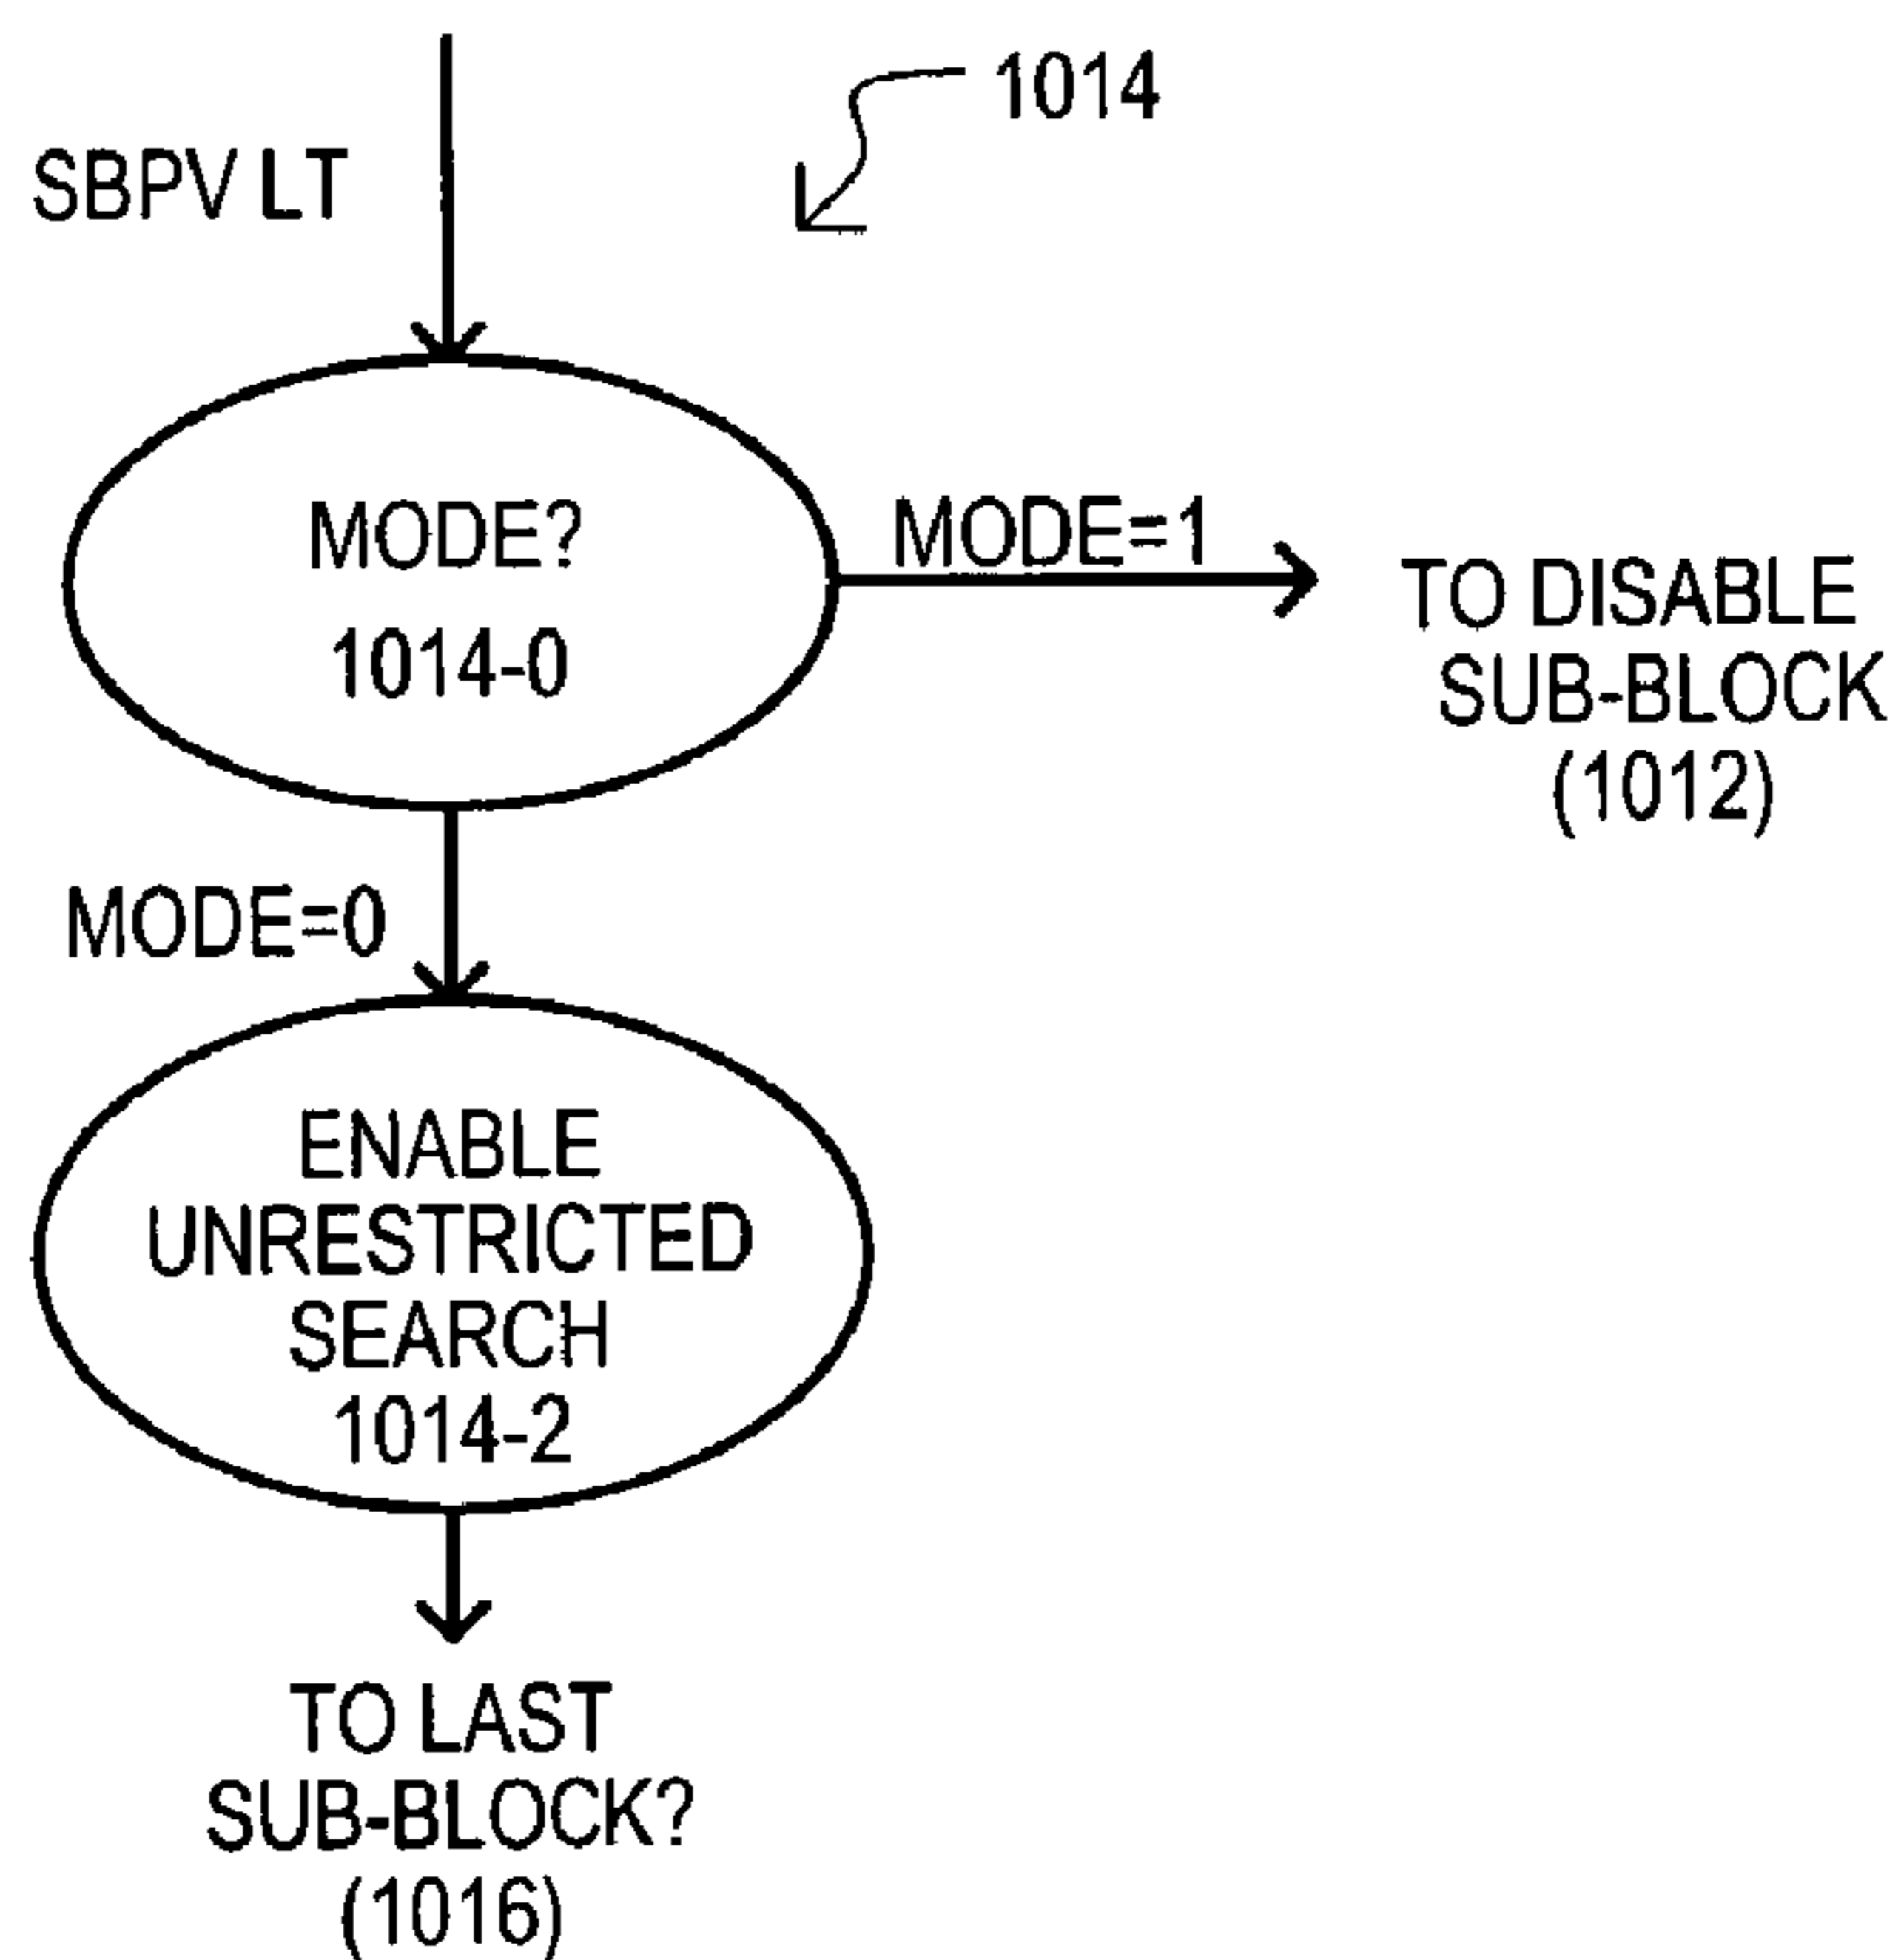 1014
SBPV LT
MODE?
1014-0
MODE=1
TO DISABLE
SUB-BLOCK
(1012)
MODE=0
ENABLE
UNRESTRICTED
SEARCH
1014-2
TO LAST
SUB-BLOCK?
(1016)